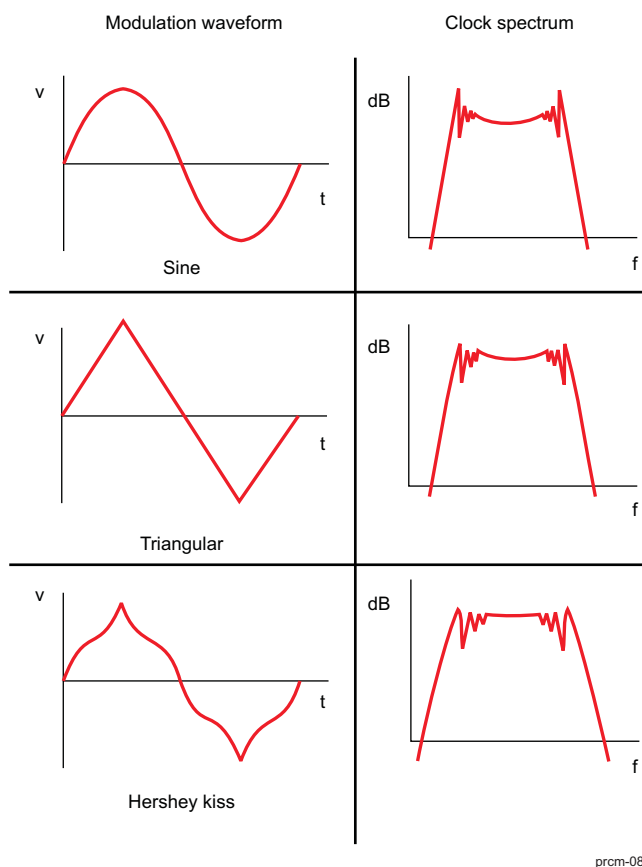 Modulation waveform
Clock spectrum
v
t
Sine
dB
f
v
t
Triangular
dB
f
v
t
Hershey kiss
dB
f